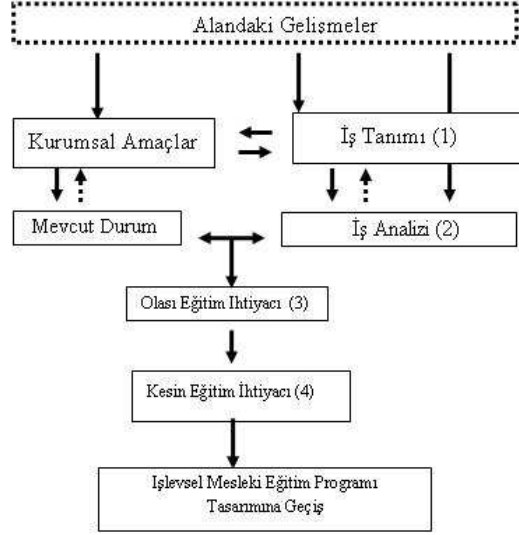 Alandaki Gelişmeler
Kurumsal Amaçlar
İş Tanımı (1)
Mevcut Durum
İş Analizi (2)
Olası Eğitim İhtiyacı (3)
Kesin Eğitim İhtiyacı (4)
İşlevsel Mesleki Eğitim Programı
Tasarımına Geçiş